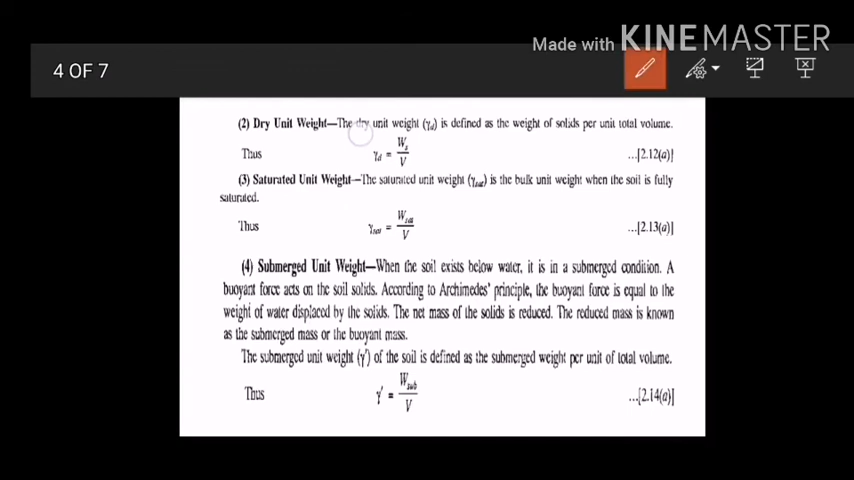 Made with KINEMASTER
4 OF 7
(2) Dry Unit Weight—The dry unit weight (γd) is defined as the weight of solids per unit total volume.
Thus γd = Ws / V ...[2.12(a)]
(3) Saturated Unit Weight—The saturated unit weight (γsat) is the bulk unit weight when the soil is fully
saturated.
Thus γsat = Wsat / V ...[2.13(a)]
(4) Submerged Unit Weight—When the soil exists below water, it is in a submerged condition. A
buoyant force acts on the soil solids. According to Archimedes' principle, the buoyant force is equal to the
weight of water displaced by the solids. The net mass of the solids is reduced. The reduced mass is known
as the submerged mass or the buoyant mass.
The submerged unit weight (γ') of the soil is defined as the submerged weight per unit of total volume.
Thus γ' = Wsub / V ...[2.14(a)]